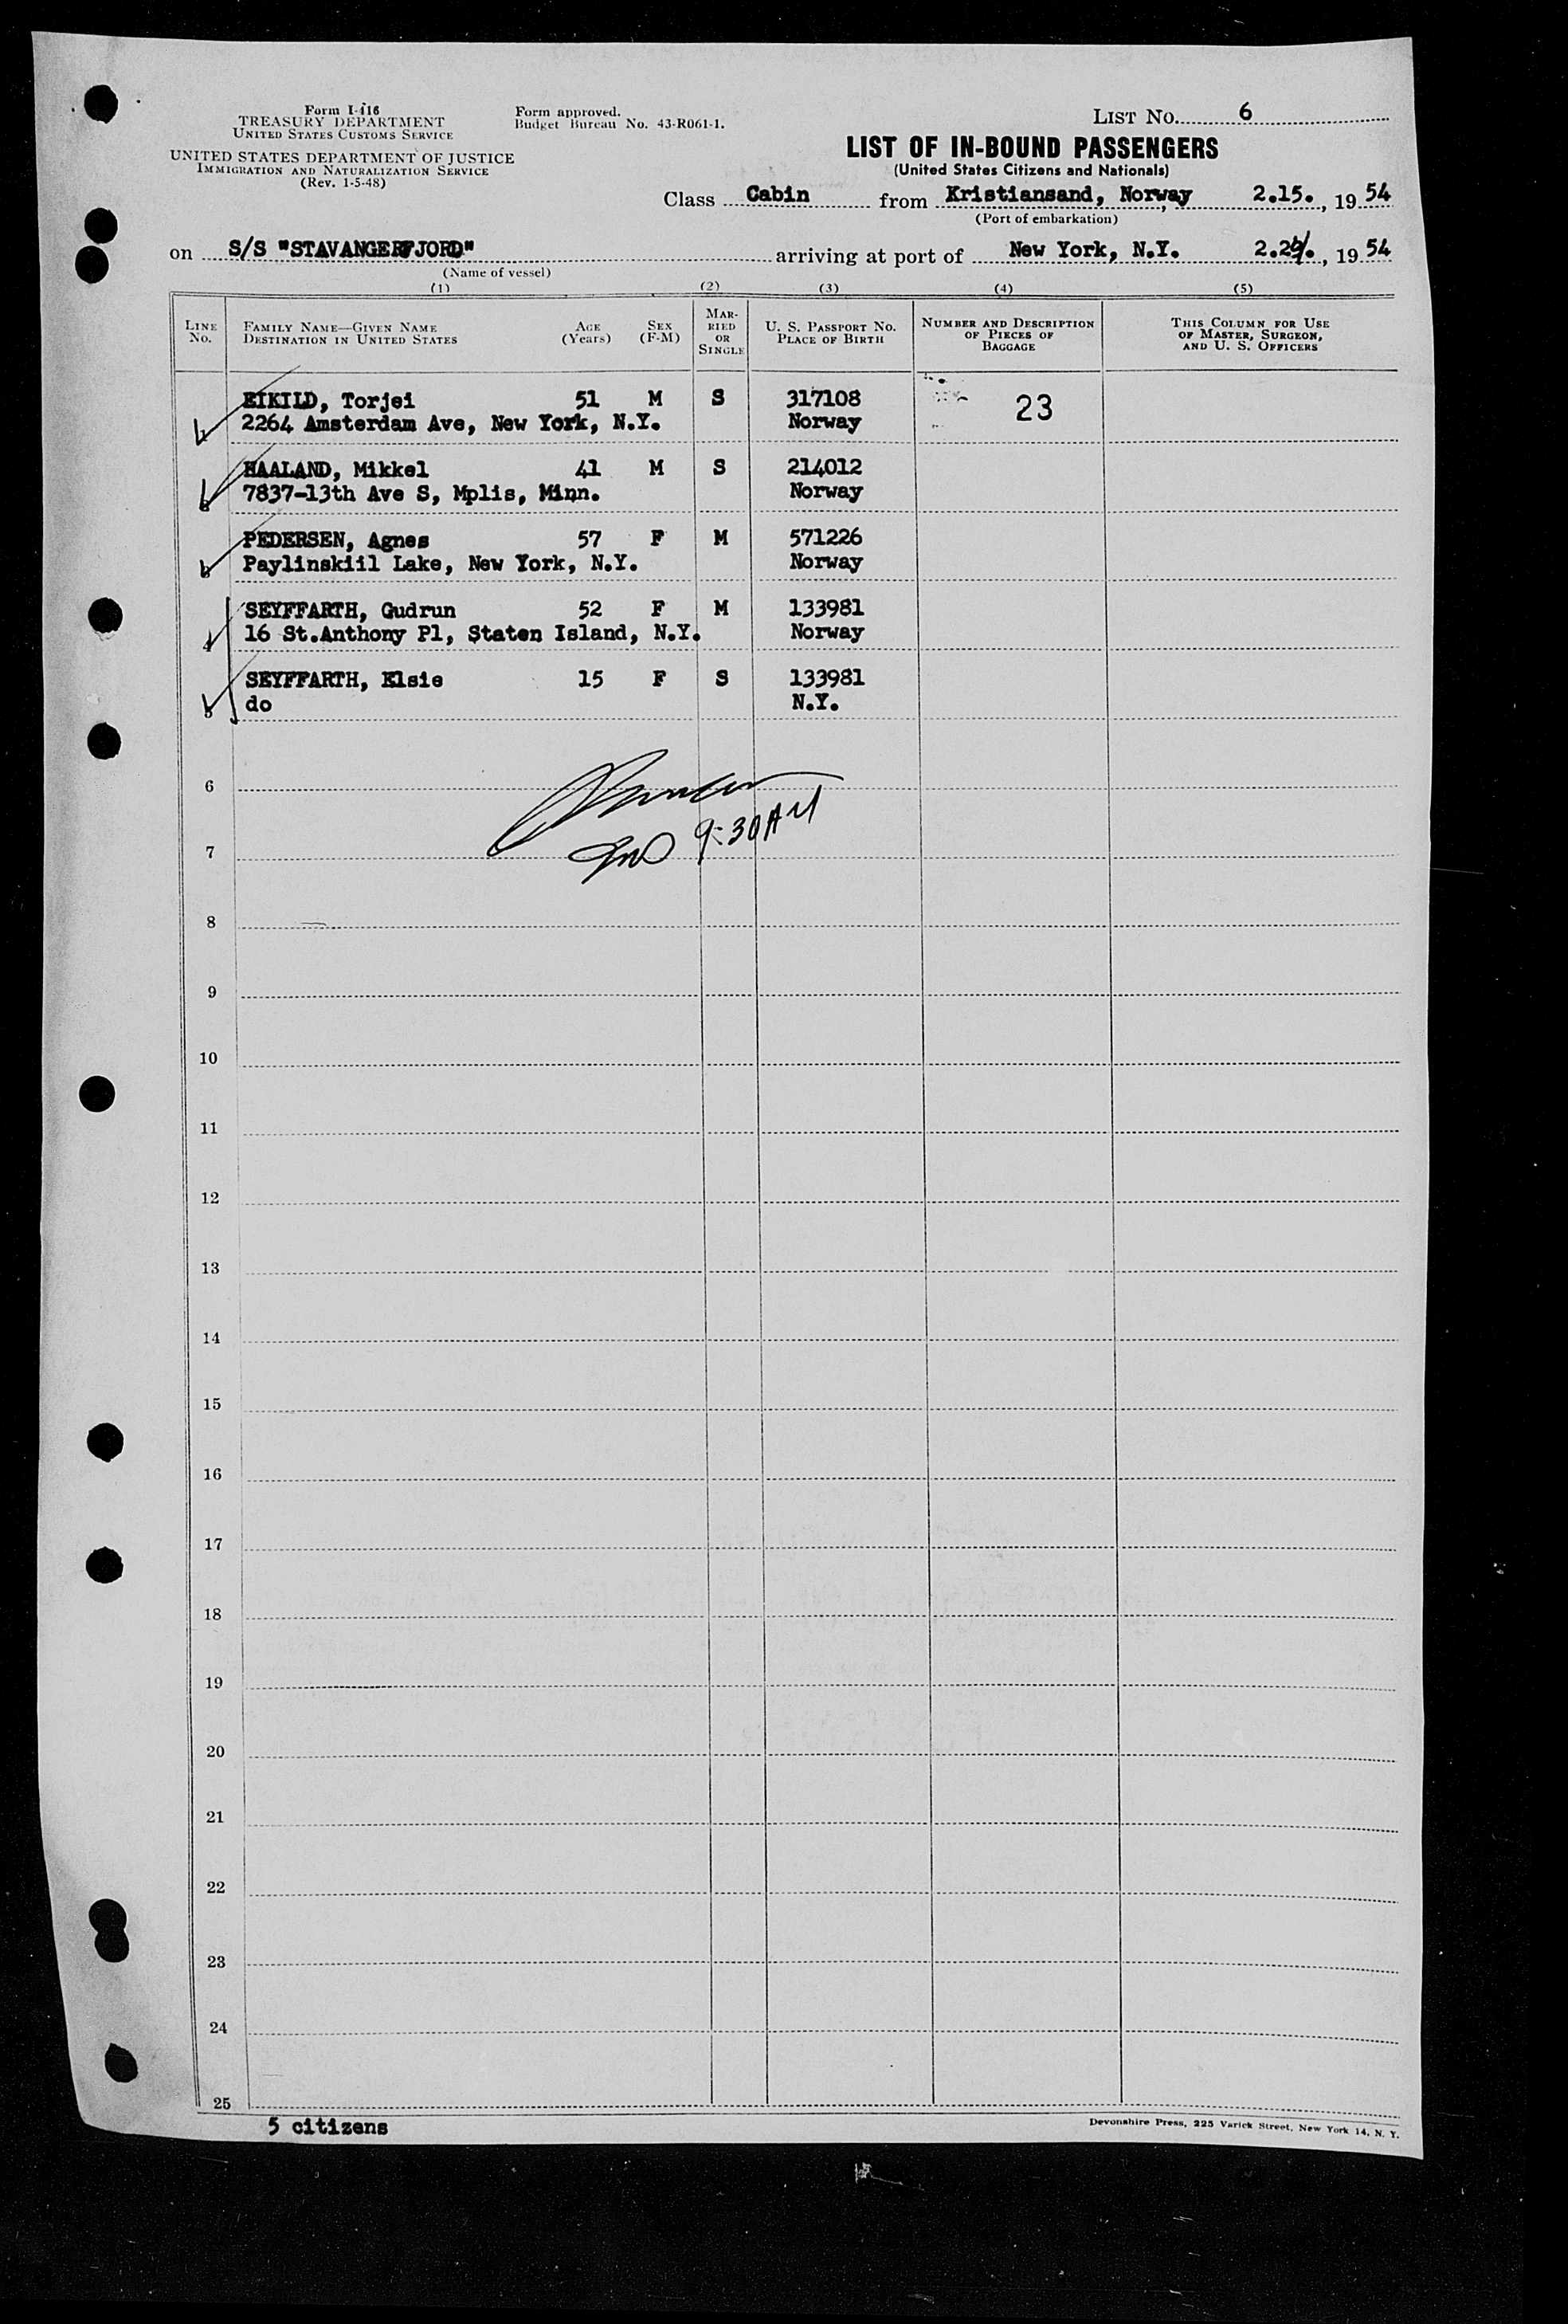 Form I-416
TREASURY DEPARTMENT
UNITED STATES CUSTOMS SERVICE
UNITED STATES DEPARTMENT OF JUSTICE
IMMIGRATION AND NATURALIZATION SERVICE
(Rev. 1-5-48)
Form approved.
Budget Bureau No. 43-R061-1.
LIST No. 6
LIST OF IN-BOUND PASSENGERS
(United States Citizens and Nationals)
Class Cabin from Kristiansand, Norway 2.15., 1954
(Port of embarkation)
on S/S "STAVANGERFJORD" arriving at port of New York, N.Y. 2.24., 1954
(Name of vessel)
(1) (2) (3) (4) (5)
LINE No. FAMILY NAME—GIVEN NAME DESTINATION IN UNITED STATES AGE (Years) SEX (F-M) MARRIED OR SINGLE U. S. PASSPORT NO. PLACE OF BIRTH NUMBER AND DESCRIPTION OF PIECES OF BAGGAGE THIS COLUMN FOR USE OF MASTER, SURGEON, AND U. S. OFFICERS
EIKILD, Torjei 51 M S 317108 23
1 2264 Amsterdam Ave, New York, N.Y. Norway
HAALAND, Mikkel 41 M S 214012
2 7837-13th Ave S, Mplis, Minn. Norway
PEDERSEN, Agnes 57 F M 571226
3 Paylinskiil Lake, New York, N.Y. Norway
SEYFFARTH, Gudrun 52 F M 133981
4 16 St.Anthony Pl, Staten Island, N.Y. Norway
SEYFFARTH, Elsie 15 F S 133981
5 do N.Y.
6
9:30 AM
7
8
9
10
11
12
13
14
15
16
17
18
19
20
21
22
23
24
25
5 citizens
Devonshire Press, 225 Varick Street, New York 14, N. Y.